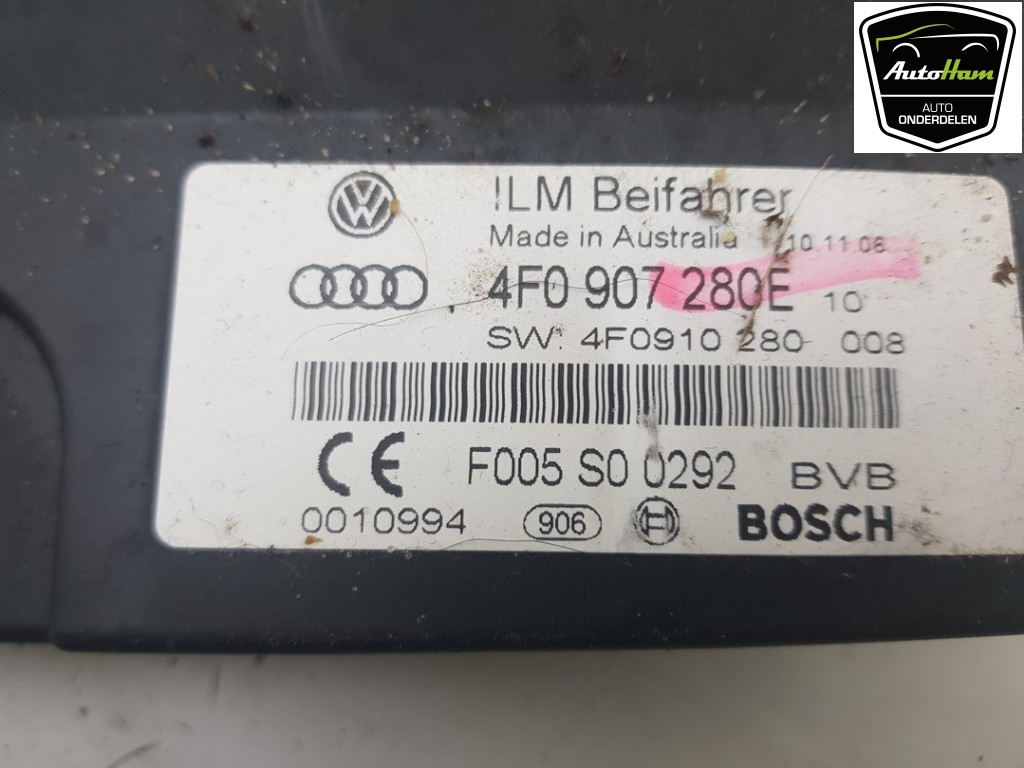 AutoHam
AUTO
ONDERDELEN
ILM Beifahrer
Made in Australia 10.11.06
4F0 907 280E 10
SW: 4F0910 280 008
CE F005 S0 0292 BVB
0010994 906 BOSCH